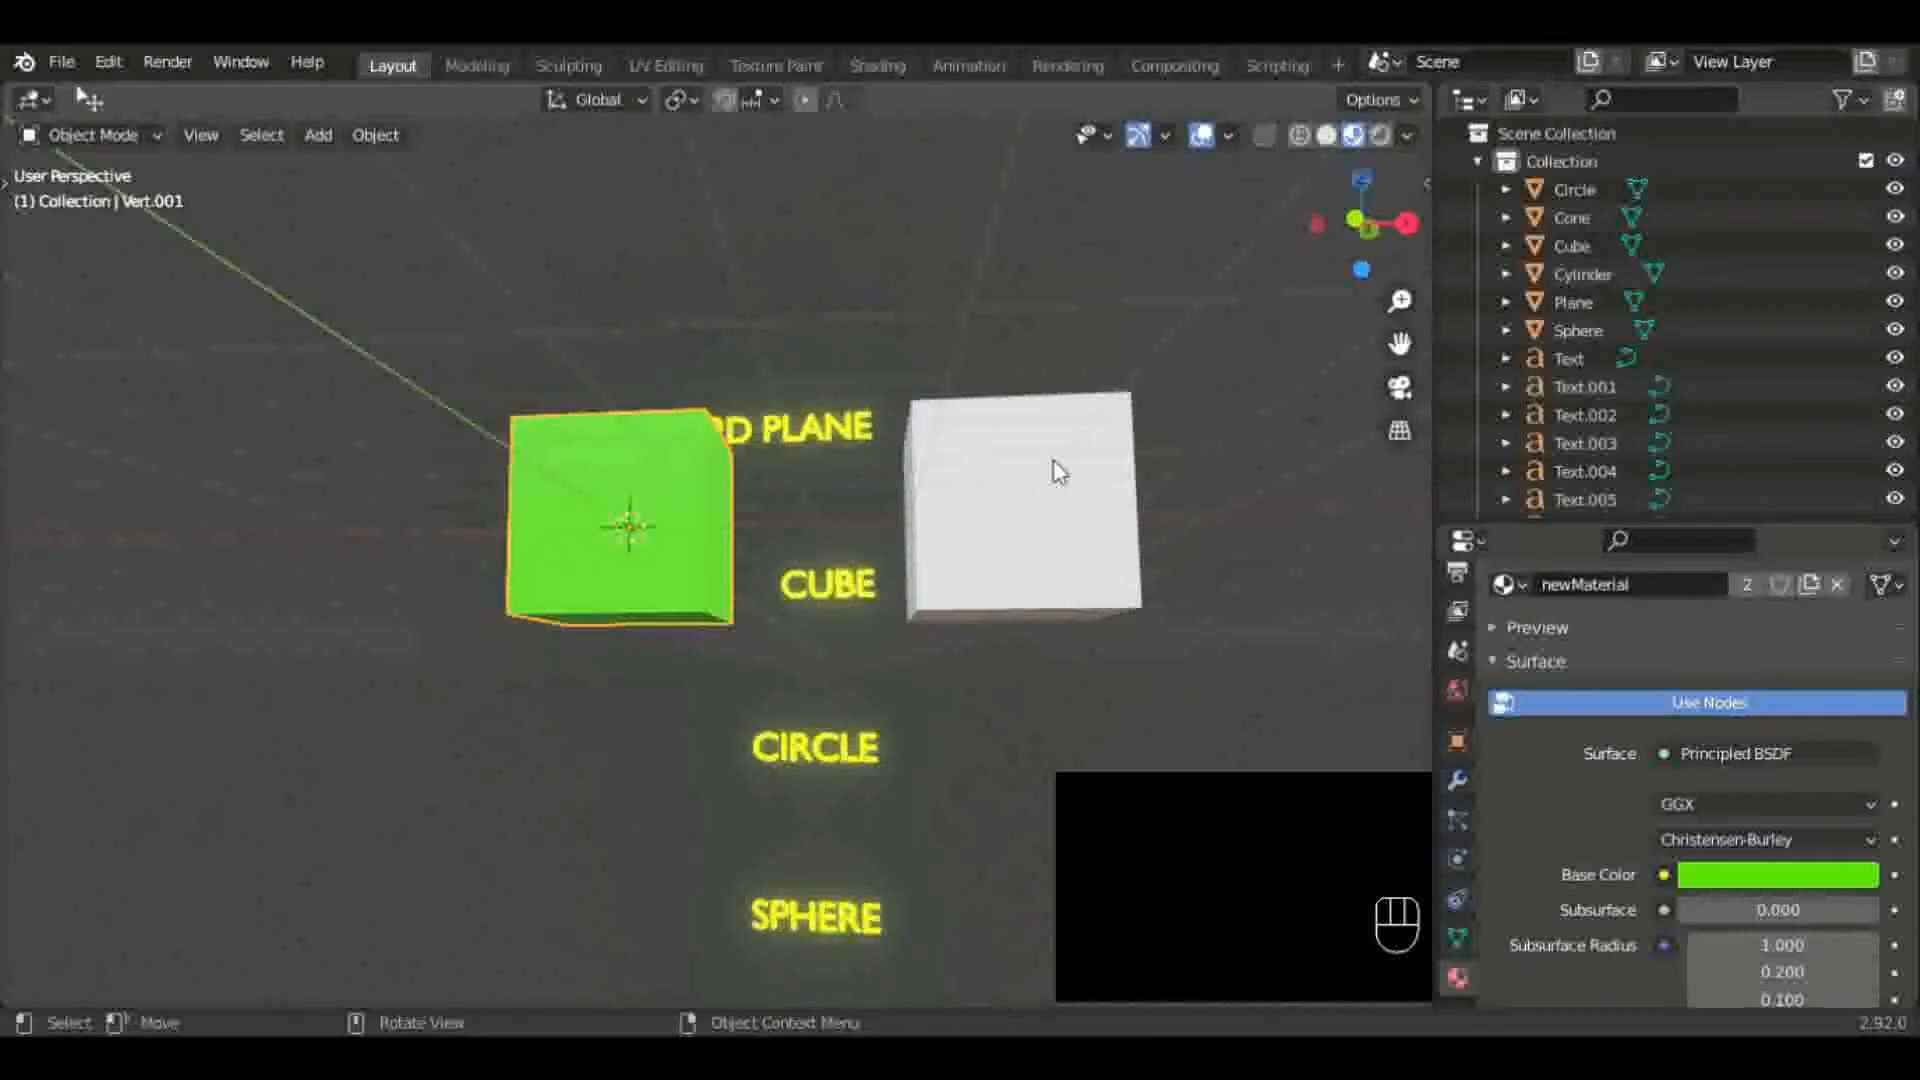 File Edit Render Window Help Layout Modeling Sculpting UV Editing Texture Paint Shading Animation Rendering Compositing Scripting + Scene View Layer
Global Options
Object Mode View Select Add Object
User Perspective
(1) Collection | Vert.001
Scene Collection
Collection
Circle
Cone
Cube
Cylinder
Plane
Sphere
Text
Text.001
Text.002
Text.003
Text.004
Text.005
D PLANE
CUBE
CIRCLE
SPHERE
newMaterial 2
Preview
Surface
Use Nodes
Surface Principled BSDF
GGX
Christensen-Burley
Base Color
Subsurface 0.000
Subsurface Radius 1.000
0.200
0.100
Select Move Rotate View Object Context Menu 2.92.0